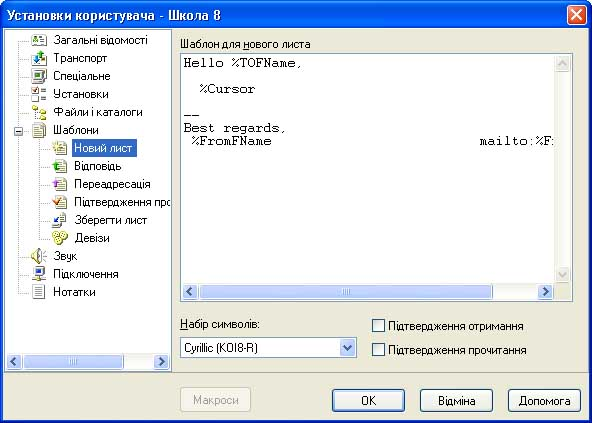 Установки користувача - Школа 8
Загальні відомості
Транспорт
Спеціальне
Установки
Файли і каталоги
Шаблони
Новий лист
Відповідь
Переадресація
Підтвердження про
Зберегти лист
Девізи
Звук
Підключення
Нотатки
Шаблон для нового листа
Hello %TOFName,
%Cursor
--
Best regards,
%FromFName mailto:%F
Набір символів:
Cyrillic (KOI8-R)
Підтвердження отримання
Підтвердження прочитання
Макроси
OK
Відміна
Допомога